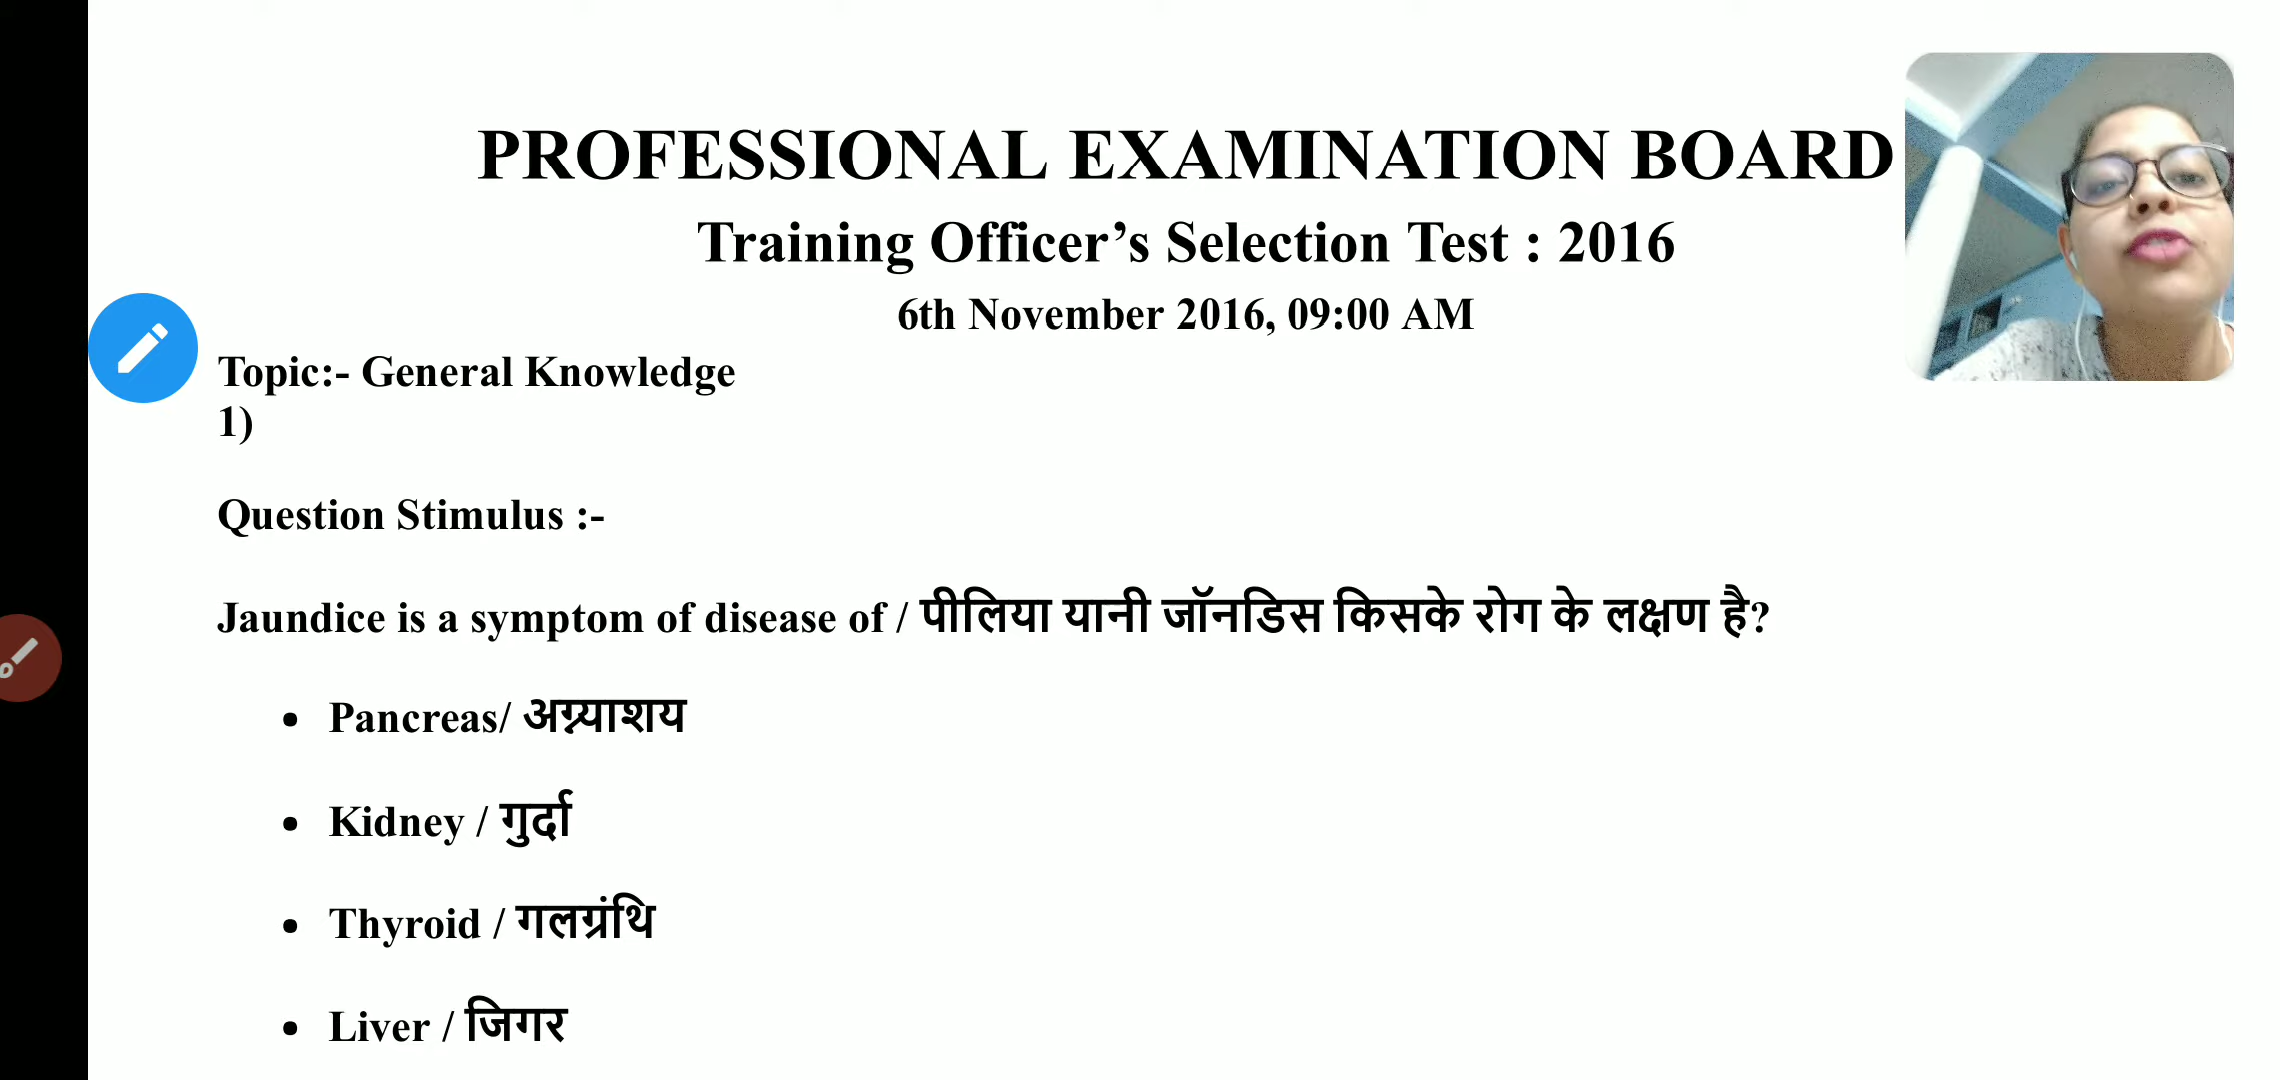 PROFESSIONAL EXAMINATION BOARD
Training Officer’s Selection Test : 2016
6th November 2016, 09:00 AM
Topic:- General Knowledge
1)
Question Stimulus :-
Jaundice is a symptom of disease of / पीलिया यानी जॉनडिस किसके रोग के लक्षण है?
• Pancreas/ अग्न्याशय
• Kidney / गुर्दा
• Thyroid / गलग्रंथि
• Liver / जिगर